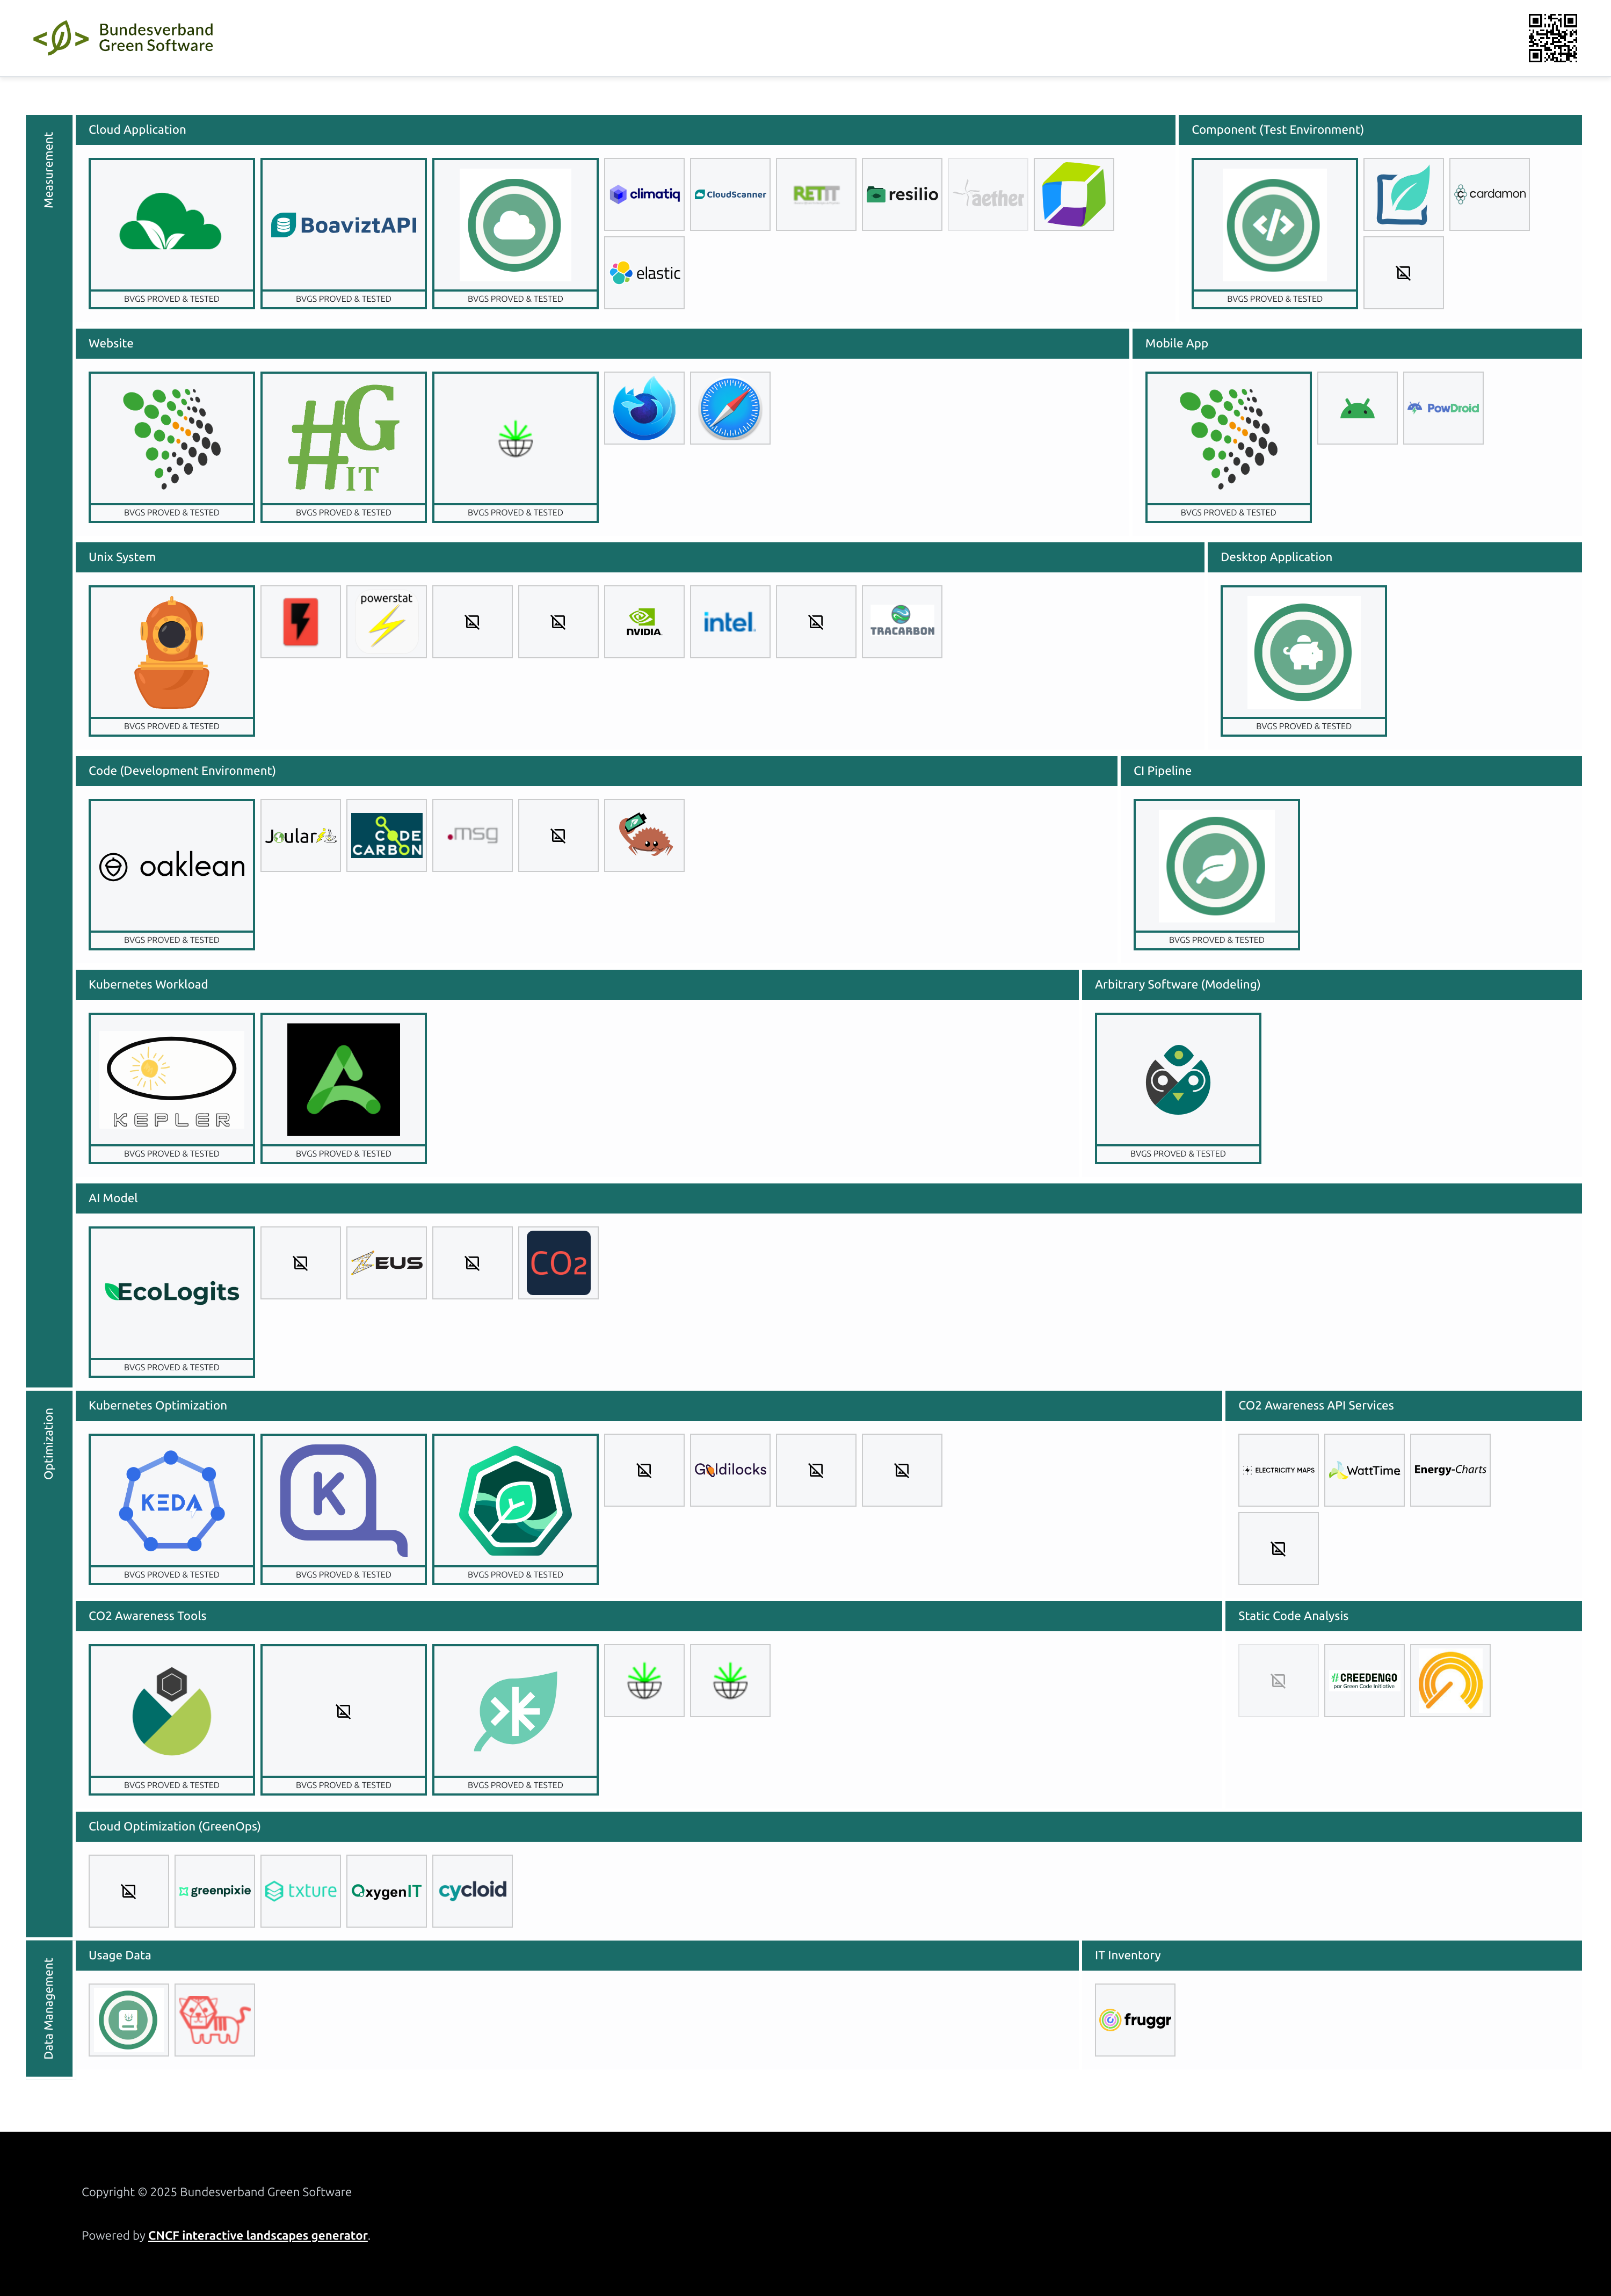 Bundesverband
Green Software
Measurement
Cloud Application
BoaviztAPI
climatiq
CloudScanner
RETIT
resilio
aether
elastic
BVGS PROVED & TESTED
BVGS PROVED & TESTED
BVGS PROVED & TESTED
Component (Test Environment)
cardamon
BVGS PROVED & TESTED
Website
#G
IT
BVGS PROVED & TESTED
BVGS PROVED & TESTED
BVGS PROVED & TESTED
Mobile App
PowDroid
BVGS PROVED & TESTED
Unix System
powerstat
NVIDIA.
intel.
TRACARBON
BVGS PROVED & TESTED
Desktop Application
BVGS PROVED & TESTED
Code (Development Environment)
oaklean
Joular
CODE
CARBON
.msg
BVGS PROVED & TESTED
CI Pipeline
BVGS PROVED & TESTED
Kubernetes Workload
KEPLER
BVGS PROVED & TESTED
BVGS PROVED & TESTED
Arbitrary Software (Modeling)
BVGS PROVED & TESTED
AI Model
EcoLogits
ZEUS
CO2
BVGS PROVED & TESTED
Optimization
Kubernetes Optimization
KEDA
K
Goldilocks
BVGS PROVED & TESTED
BVGS PROVED & TESTED
BVGS PROVED & TESTED
CO2 Awareness API Services
ELECTRICITY MAPS
WattTime
Energy-Charts
CO2 Awareness Tools
BVGS PROVED & TESTED
BVGS PROVED & TESTED
BVGS PROVED & TESTED
Static Code Analysis
#CREEDENGO
par Green Code Initiative
Cloud Optimization (GreenOps)
greenpixie
txture
OxygenIT
cycloid
Data Management
Usage Data
IT Inventory
fruggr
Copyright © 2025 Bundesverband Green Software
Powered by CNCF interactive landscapes generator.